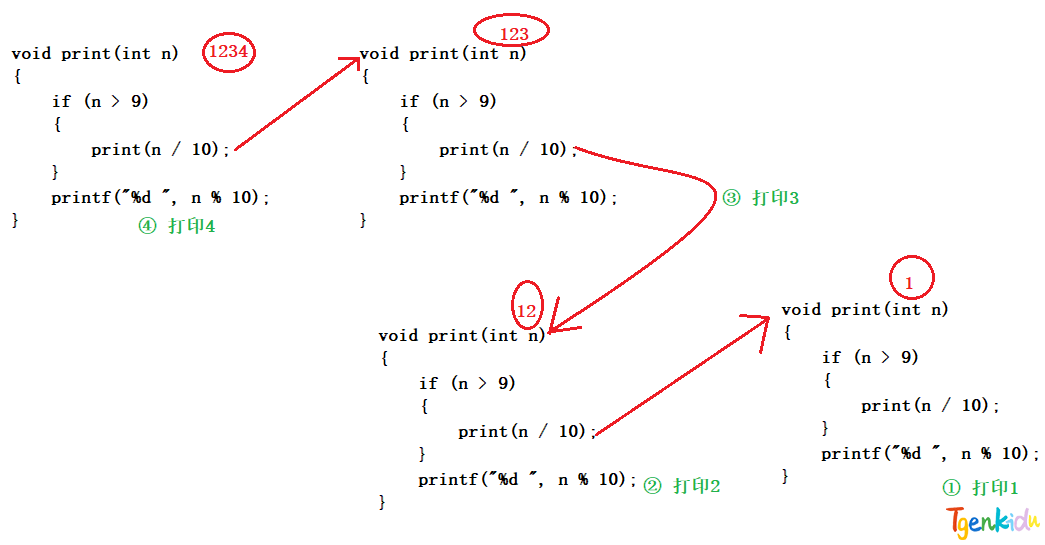 1234
void print(int n)
{
    if (n > 9)
    {
        print(n / 10);
    }
    printf("%d ", n % 10);
}
④ 打印4
123
void print(int n)
{
    if (n > 9)
    {
        print(n / 10);
    }
    printf("%d ", n % 10);
}
③ 打印3
12
void print(int n)
{
    if (n > 9)
    {
        print(n / 10);
    }
    printf("%d ", n % 10);
}
② 打印2
1
void print(int n)
{
    if (n > 9)
    {
        print(n / 10);
    }
    printf("%d ", n % 10);
}
① 打印1
Tgenkidu